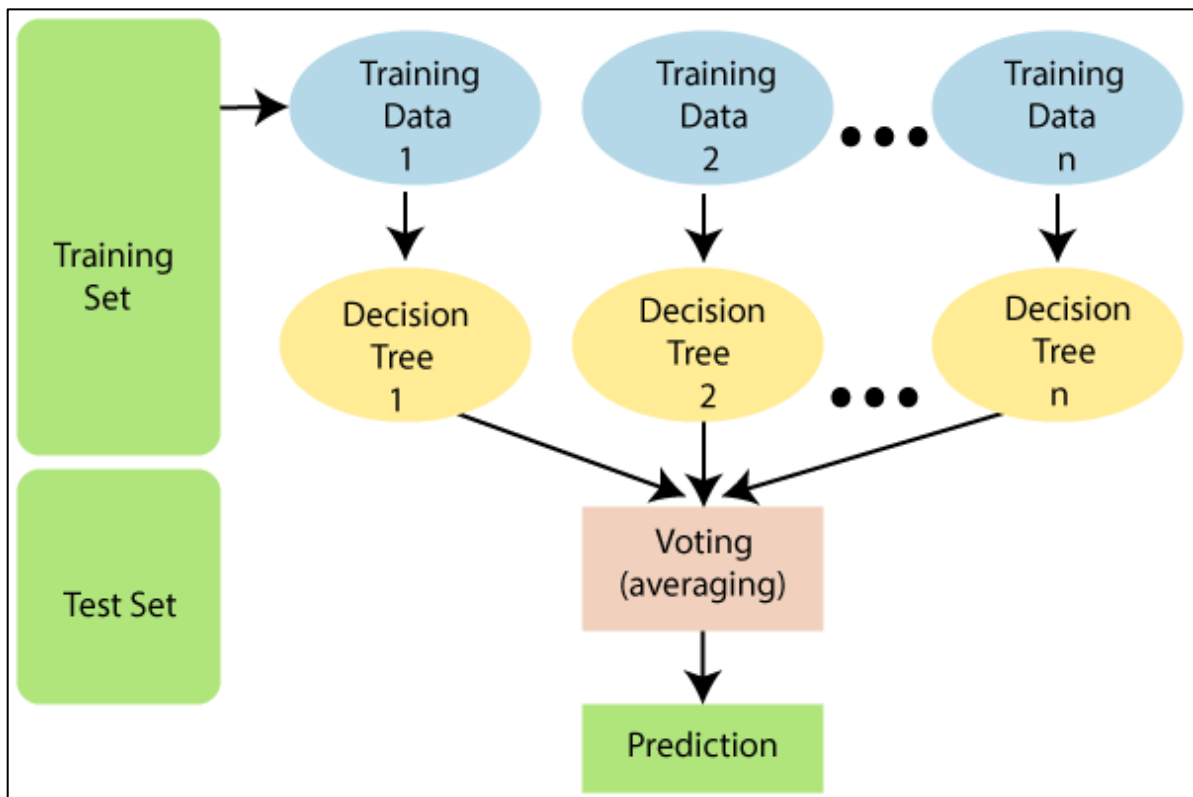 Training
Set
Test Set
Training
Data
1
Training
Data
2
Training
Data
n
Decision
Tree
1
Decision
Tree
2
Decision
Tree
n
Voting
(averaging)
Prediction